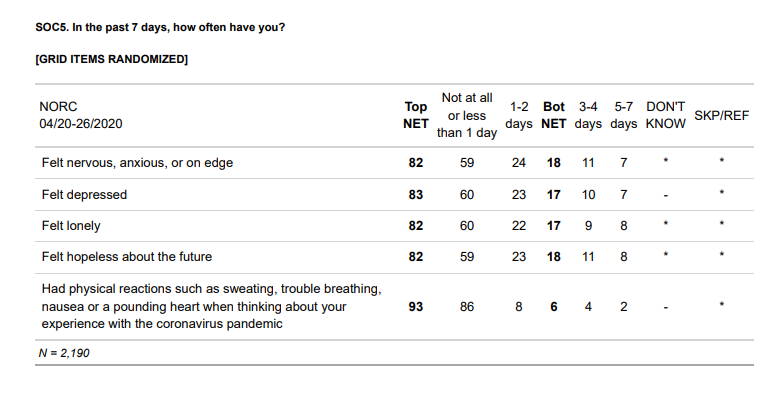 SOC5. In the past 7 days, how often have you?
[GRID ITEMS RANDOMIZED]
NORC 04/20-26/2020 Top NET Not at all or less than 1 day 1-2 days Bot NET 3-4 days 5-7 days DON'T KNOW SKP/REF
Felt nervous, anxious, or on edge 82 59 24 18 11 7 * *
Felt depressed 83 60 23 17 10 7 - *
Felt lonely 82 60 22 17 9 8 * *
Felt hopeless about the future 82 59 23 18 11 8 * *
Had physical reactions such as sweating, trouble breathing,
nausea or a pounding heart when thinking about your 93 86 8 6 4 2 - *
experience with the coronavirus pandemic
N = 2,190